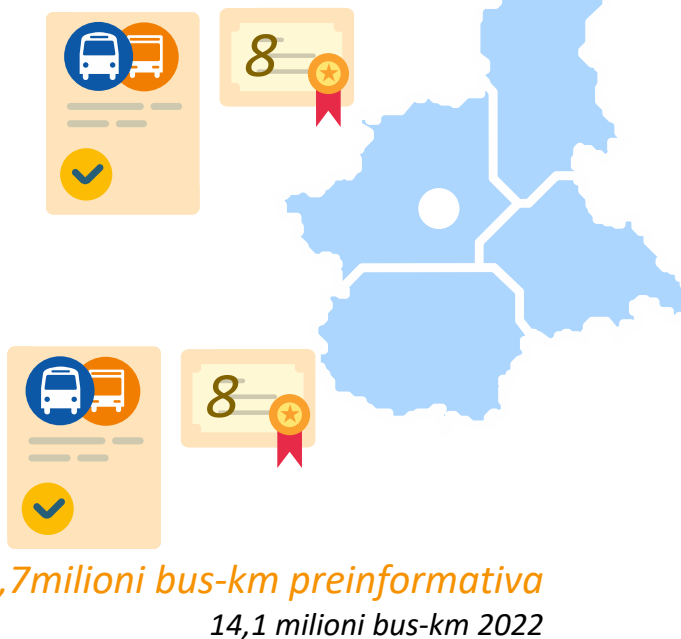 8
8
,7milioni bus-km preinformativa
14,1 milioni bus-km 2022